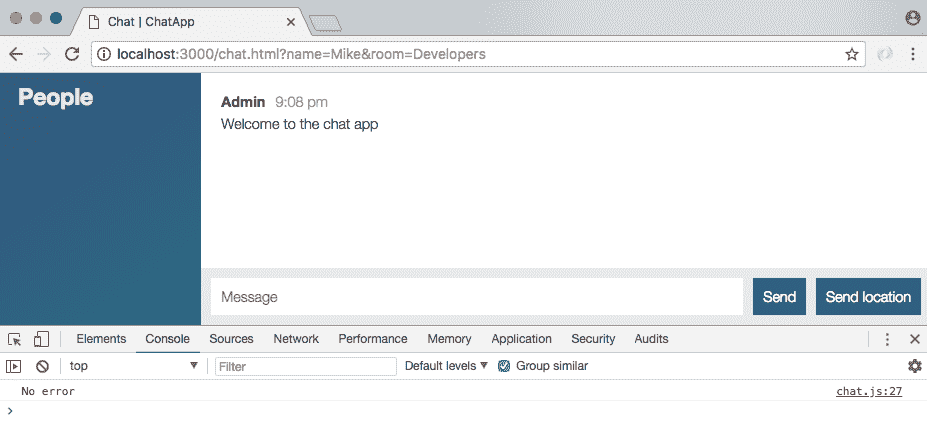 Chat | ChatApp
localhost:3000/chat.html?name=Mike&room=Developers
People
Admin 9:08 pm
Welcome to the chat app
Message Send Send location
Elements Console Sources Network Performance Memory Application Security Audits
top Filter Default levels Group similar
No error chat.js:27